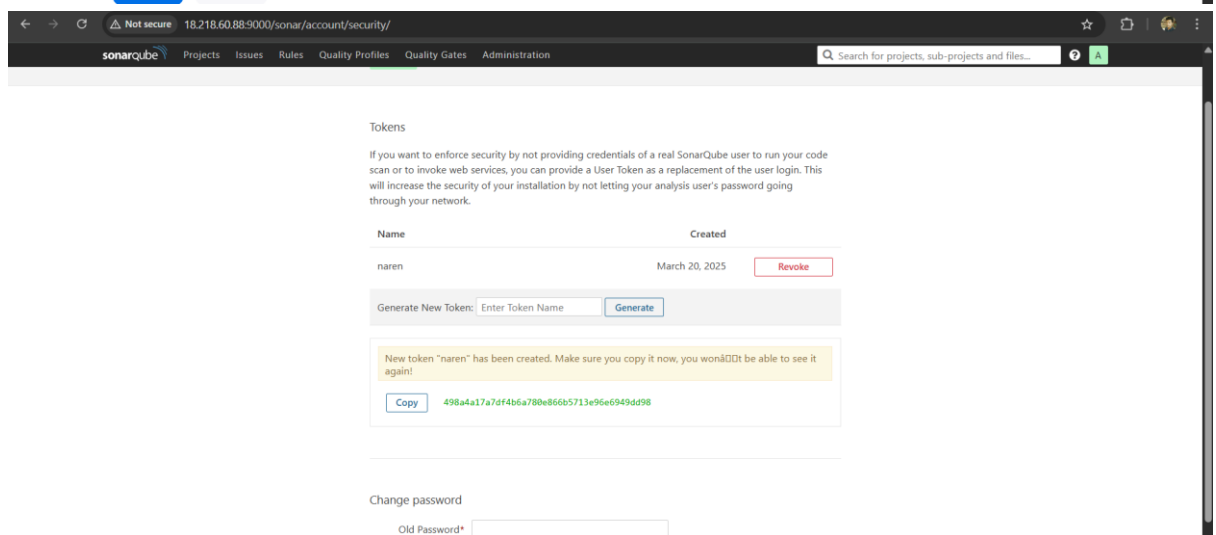 Not secure 18.218.60.88:9000/sonar/account/security/
sonarqube Projects Issues Rules Quality Profiles Quality Gates Administration Search for projects, sub-projects and files... ? A
Tokens
If you want to enforce security by not providing credentials of a real SonarQube user to run your code
scan or to invoke web services, you can provide a User Token as a replacement of the user login. This
will increase the security of your installation by not letting your analysis user's password going
through your network.
Name Created
naren March 20, 2025 Revoke
Generate New Token: Enter Token Name Generate
New token "naren" has been created. Make sure you copy it now, you wonâ□□t be able to see it
again!
Copy 498a4a17a7df4b6a780e866b5713e96e6949dd98
Change password
Old Password*